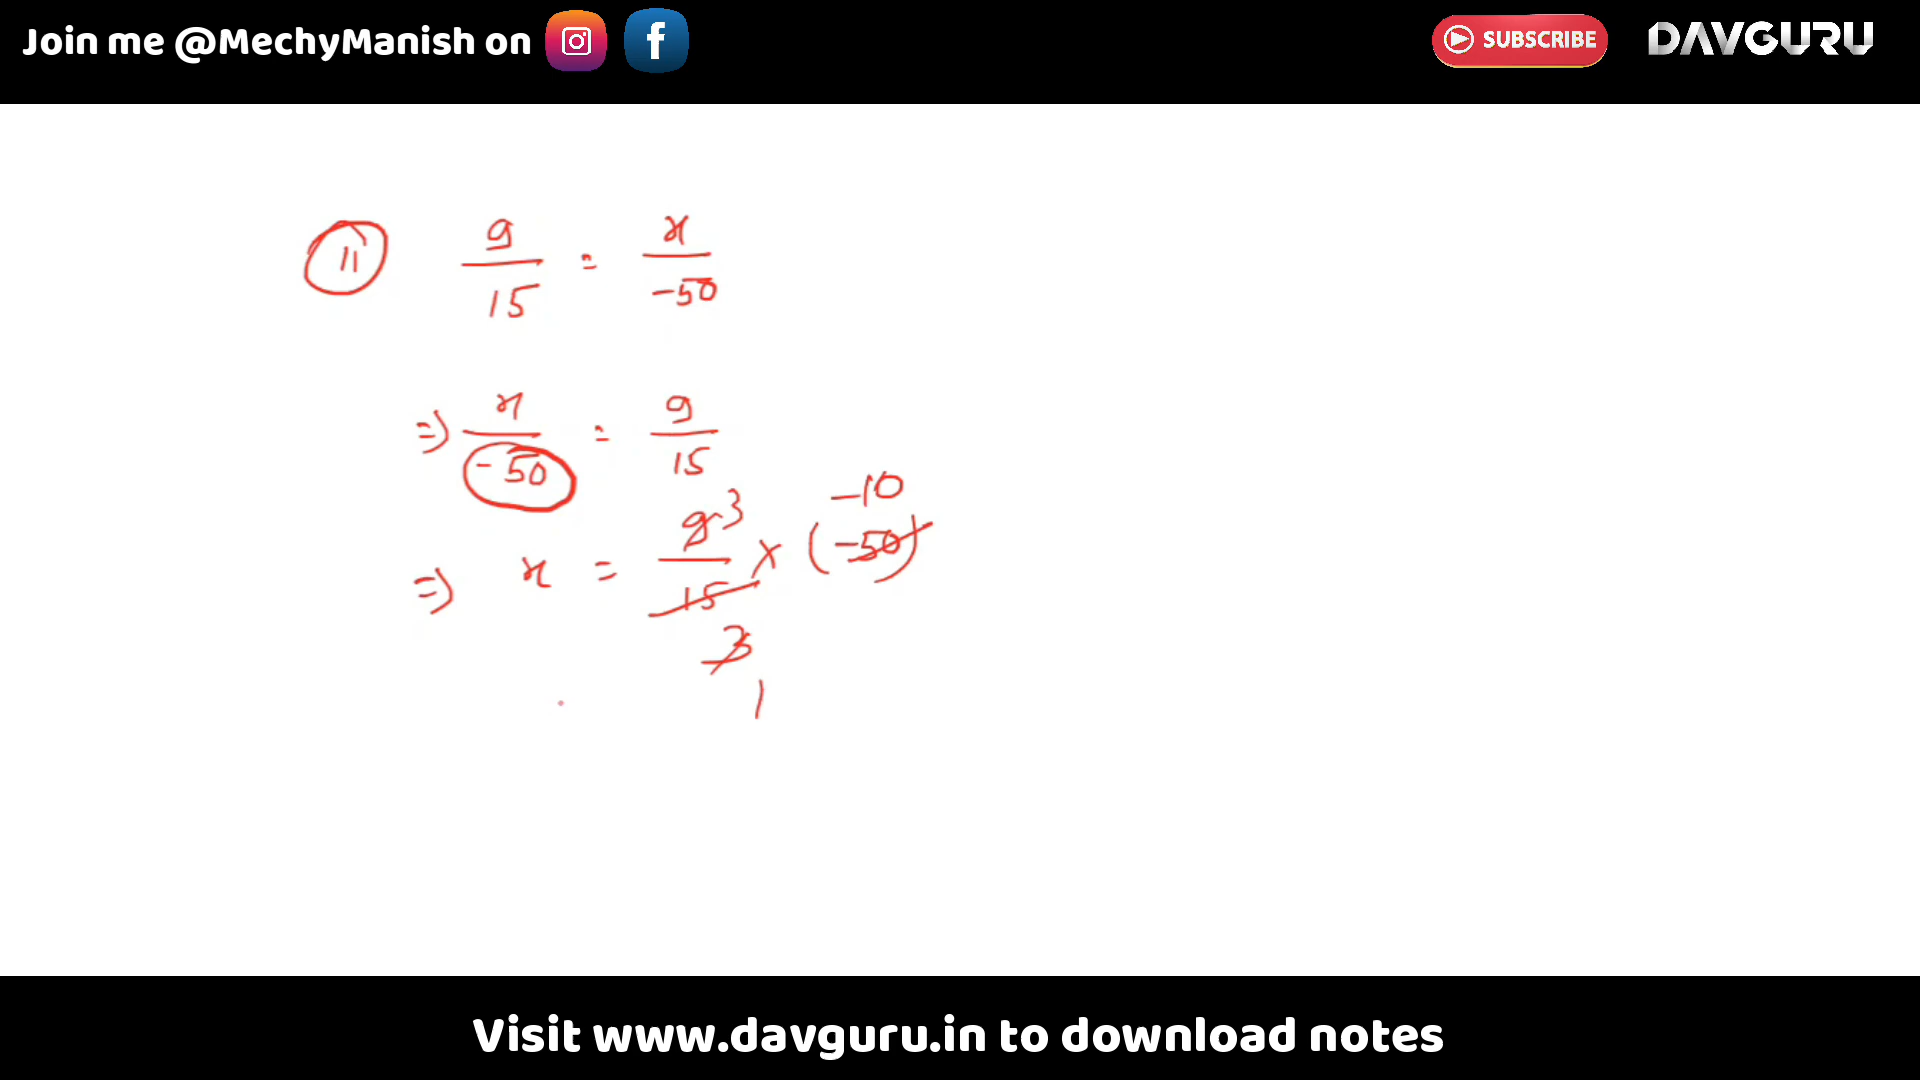 Join me @MechyManish on SUBSCRIBE DAVGURU
(ii) 9/15 = x/-50
=> x/-50 = 9/15
=> x = 9/15 x (-50)
3 -10
3
1
Visit www.davguru.in to download notes